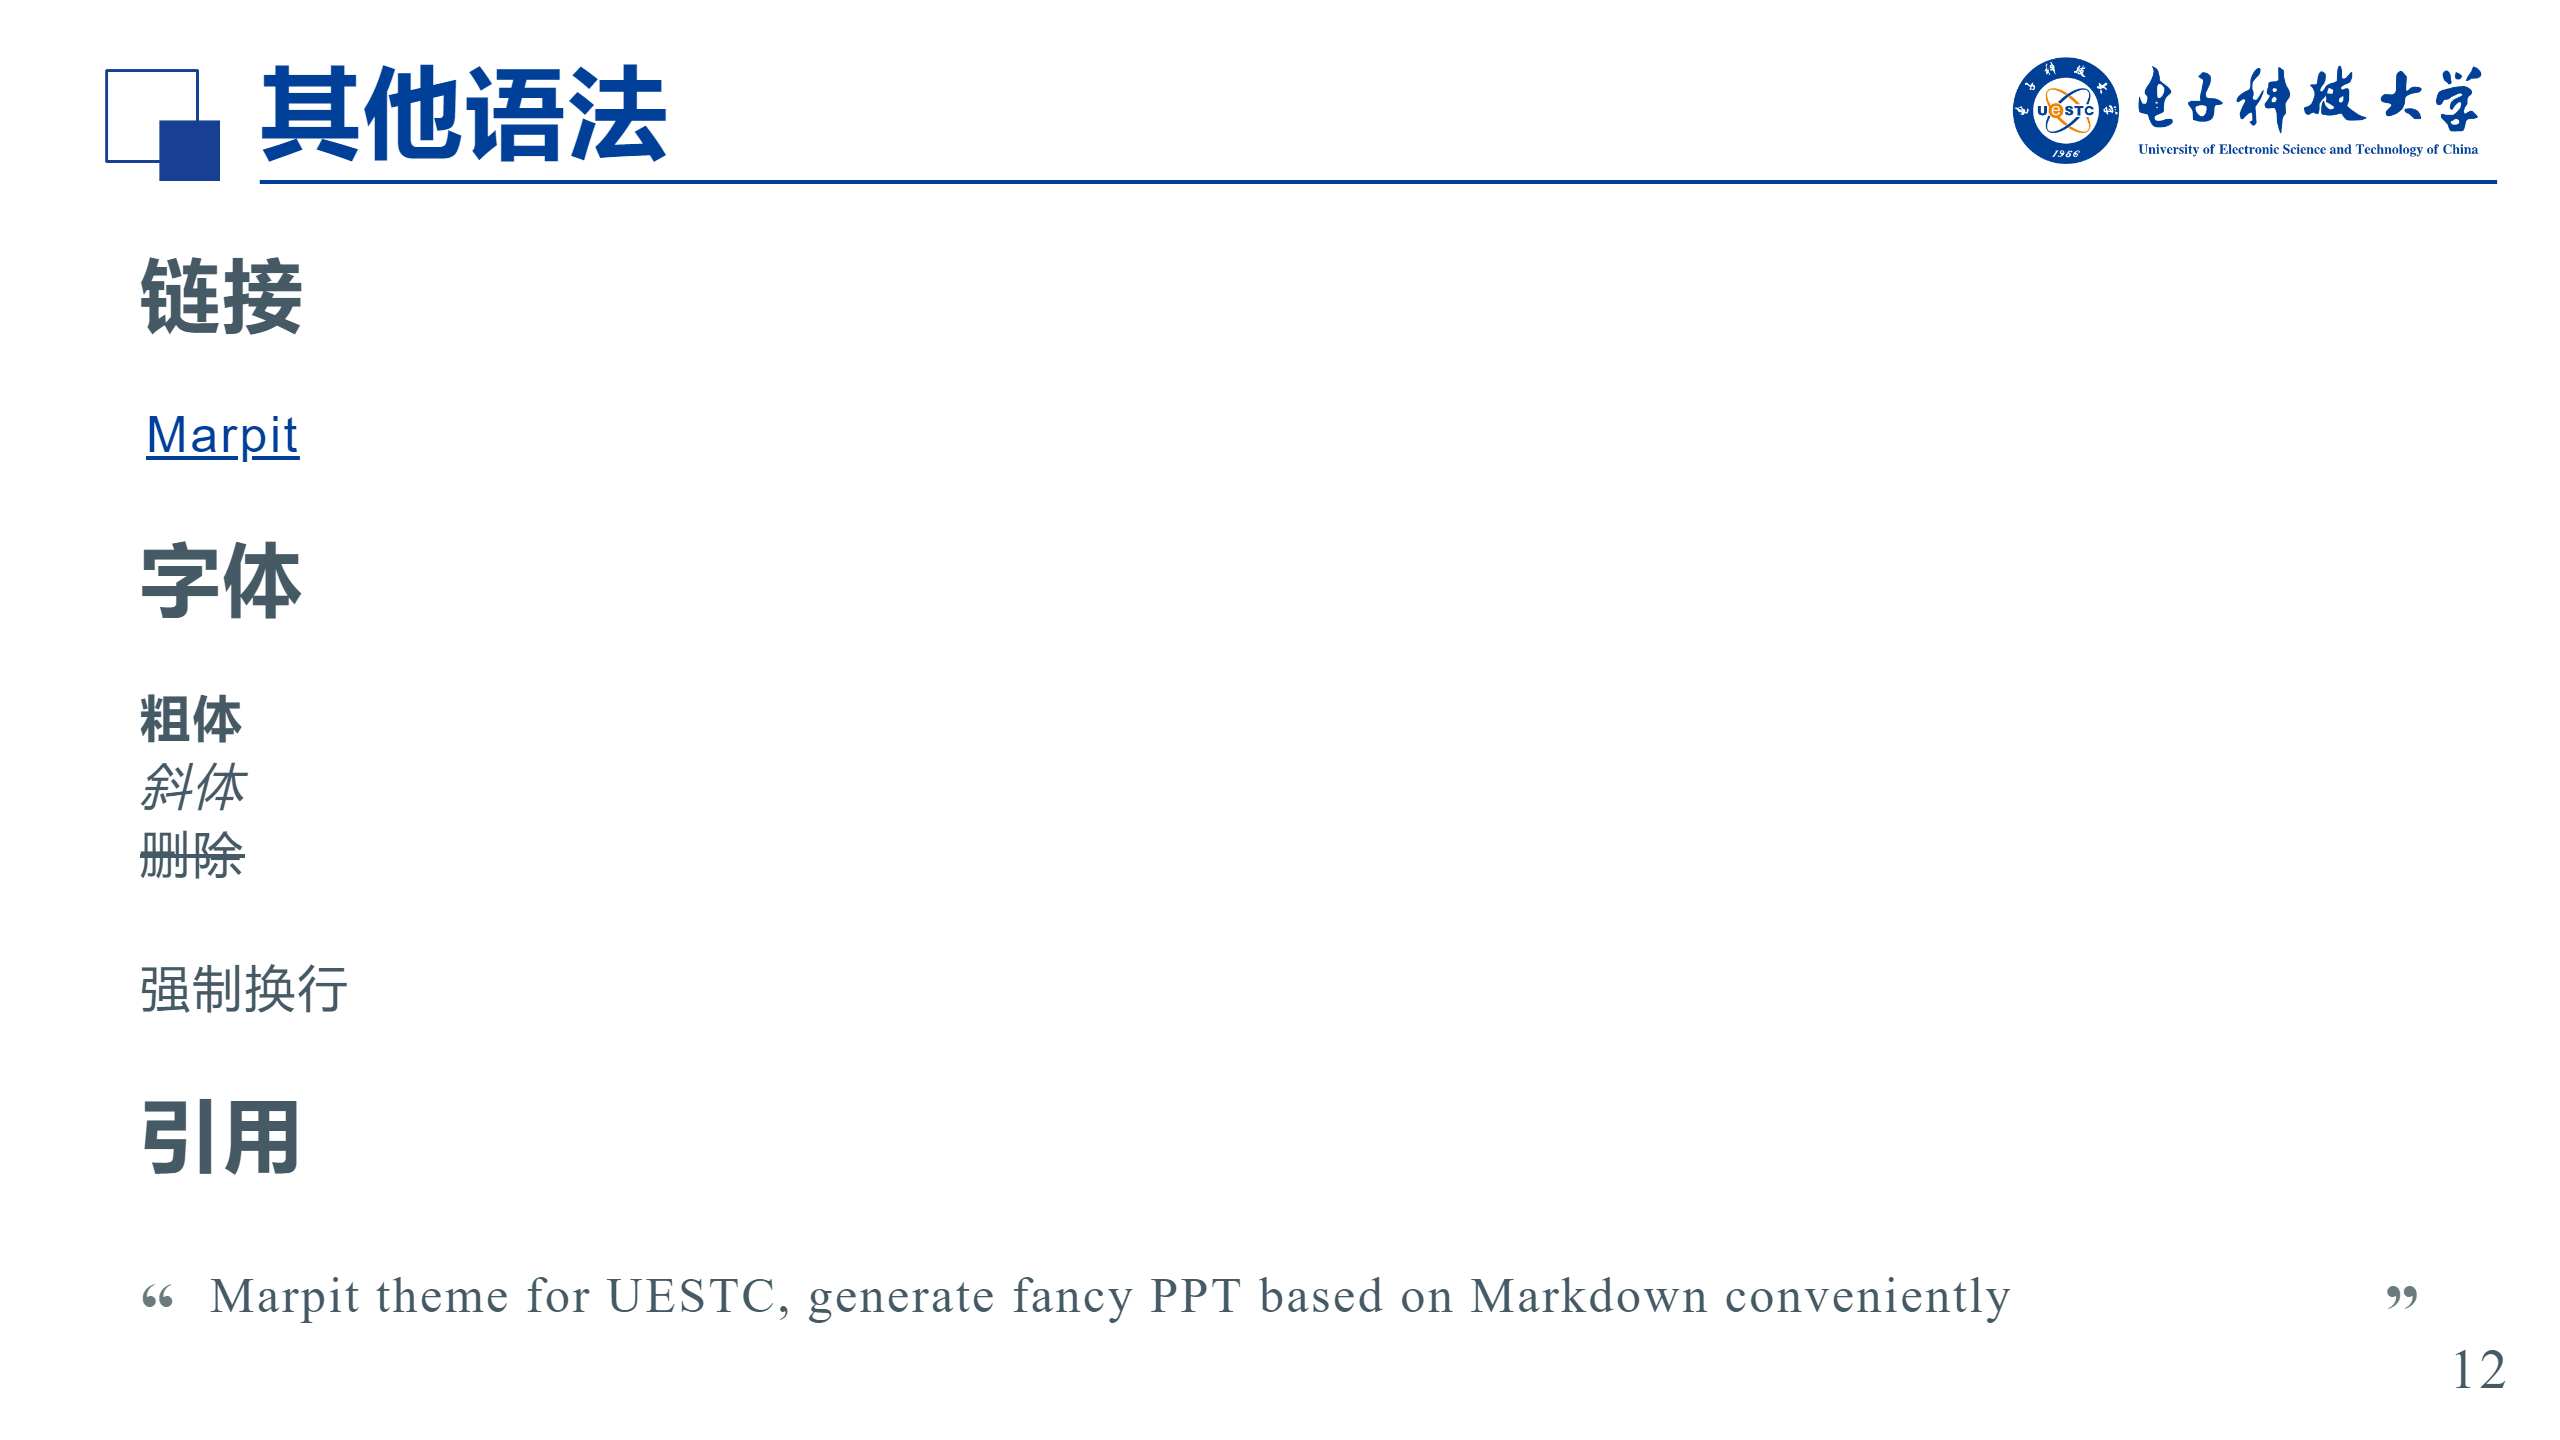 其他语法
电子科技大学
University of Electronic Science and Technology of China
UESTC
1956
链接
Marpit
字体
粗体
斜体
删除
强制换行
引用
“ Marpit theme for UESTC, generate fancy PPT based on Markdown conveniently ”
12